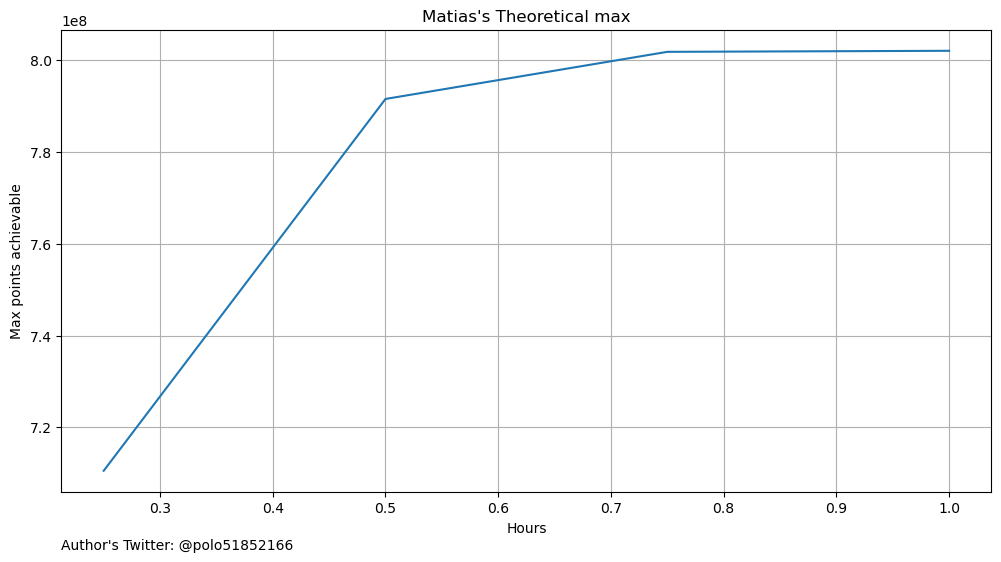 Matias's Theoretical max
1e8
8.0
7.8
7.6
7.4
7.2
Max points achievable
0.3 0.4 0.5 0.6 0.7 0.8 0.9 1.0
Hours
Author's Twitter: @polo51852166